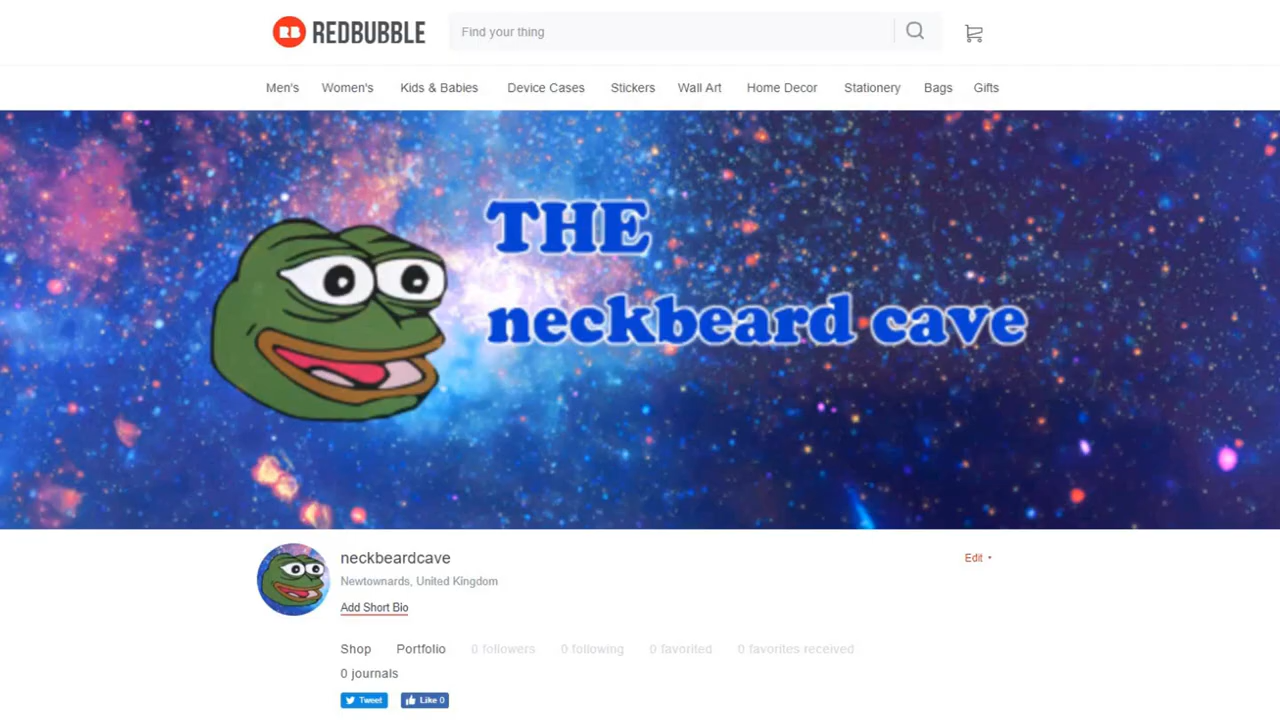 RB REDBUBBLE
Find your thing
Men's Women's Kids & Babies Device Cases Stickers Wall Art Home Decor Stationery Bags Gifts
THE
neckbeard cave
neckbeardcave
Edit
Newtownards, United Kingdom
Add Short Bio
Shop Portfolio 0 followers 0 following 0 favorited 0 favorites received
0 journals
Tweet Like 0